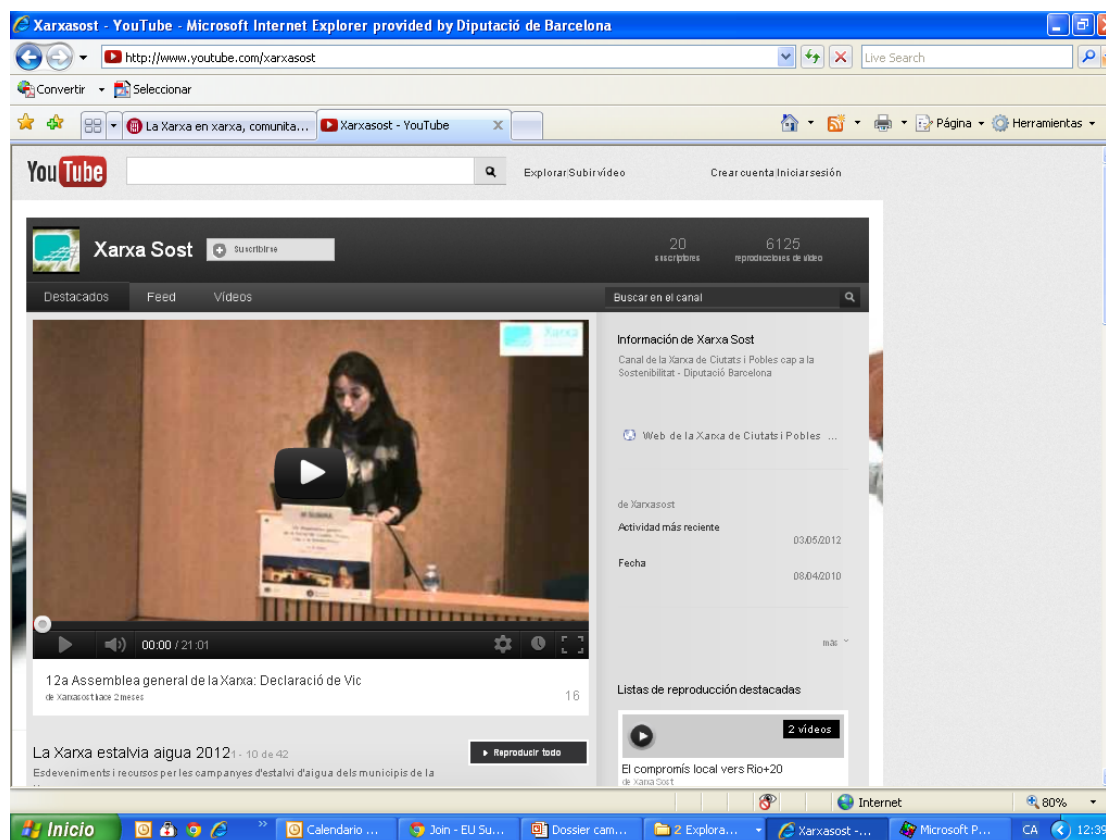 Xarxasost - YouTube - Microsoft Internet Explorer provided by Diputació de Barcelona
http://www.youtube.com/xarxasost
Live Search
Convertir
Seleccionar
La Xarxa en xarxa, comunita...
Xarxasost - YouTube
Página
Herramientas
You Tube
Explorar Subir vídeo
Crear cuenta Iniciar sesión
Xarxa Sost
Suscribirse
20
suscriptores
6125
reproducciones de vídeo
Destacados
Feed
Vídeos
Buscar en el canal
Xarxa
Información de Xarxa Sost
Canal de la Xarxa de Ciutats i Pobles cap a la
Sostenibilitat - Diputació Barcelona
Web de la Xarxa de Ciutats i Pobles ...
de Xarxasost
Actividad más reciente
03/05/2012
Fecha
08/04/2010
más
00:00 / 21:01
12a Assemblea general de la Xarxa: Declaració de Vic
de Xarxasost hace 2 meses
16
Listas de reproducción destacadas
2 vídeos
El compromís local vers Rio+20
de Xarxa Sost
La Xarxa estalvia aigua 2012 1 - 10 de 42
Reproducir todo
Esdeveniments i recursos per les campanyes d'estalvi d'aigua dels municipis de la
Internet
80%
Inicio
Calendario ...
Join - EU Su...
Dossier cam...
2 Explora...
Xarxasost -...
Microsoft P...
CA
12:39